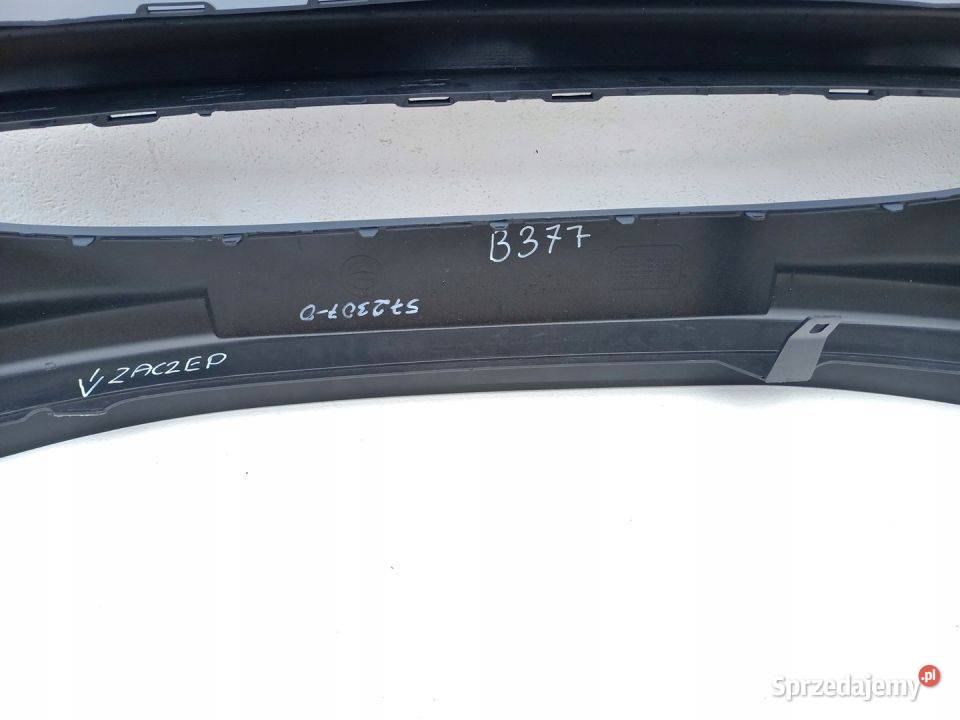 B377
572307-0
V ZACZEP
Sprzedajemy.pl